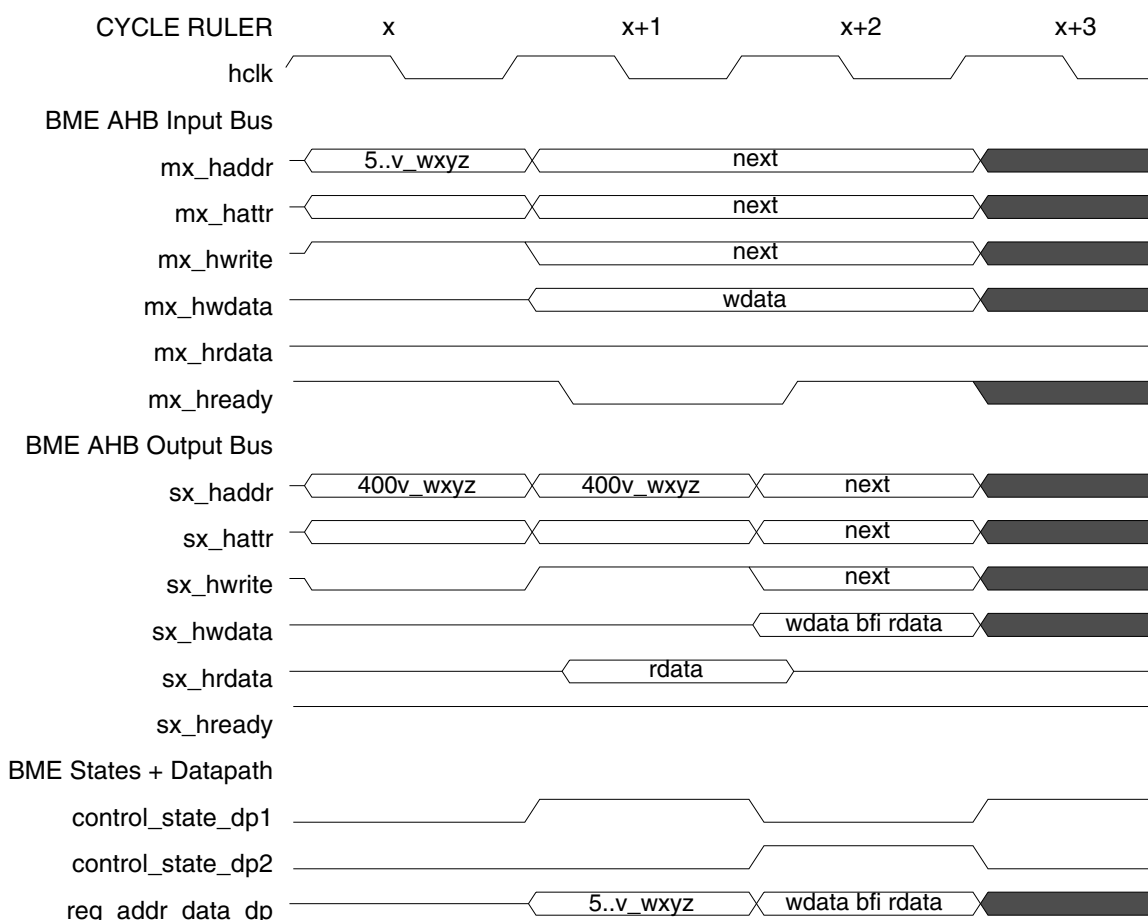 CYCLE RULER x x+1 x+2 x+3
hclk
BME AHB Input Bus
mx_haddr 5..v_wxyz next
mx_hattr next
mx_hwrite next
mx_hwdata wdata
mx_hrdata
mx_hready
BME AHB Output Bus
sx_haddr 400v_wxyz 400v_wxyz next
sx_hattr next
sx_hwrite next
sx_hwdata wdata bfi rdata
sx_hrdata rdata
sx_hready
BME States + Datapath
control_state_dp1
control_state_dp2
reg_addr_data_dp 5..v_wxyz wdata bfi rdata